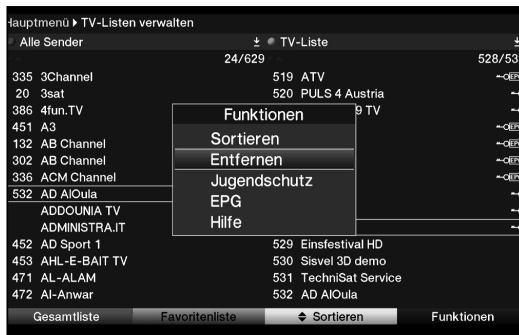 Hauptmenü ▸ TV-Listen verwalten
Alle Sender
TV-Liste
24/629
528/53
335 3Channel
519 ATV
20 3sat
520 PULS 4 Austria
386 4fun.TV
9 TV
451 A3
132 AB Channel
302 AB Channel
336 ACM Channel
532 AD AlOula
ADDOUNIA TV
ADMINISTRA.IT
452 AD Sport 1
529 Einsfestival HD
453 AHL-E-BAIT TV
530 Sisvel 3D demo
471 AL-ALAM
531 TechniSat Service
472 Al-Anwar
532 AD AlOula
Funktionen
Sortieren
Entfernen
Jugendschutz
EPG
Hilfe
Gesamtliste
Favoritenliste
Sortieren
Funktionen